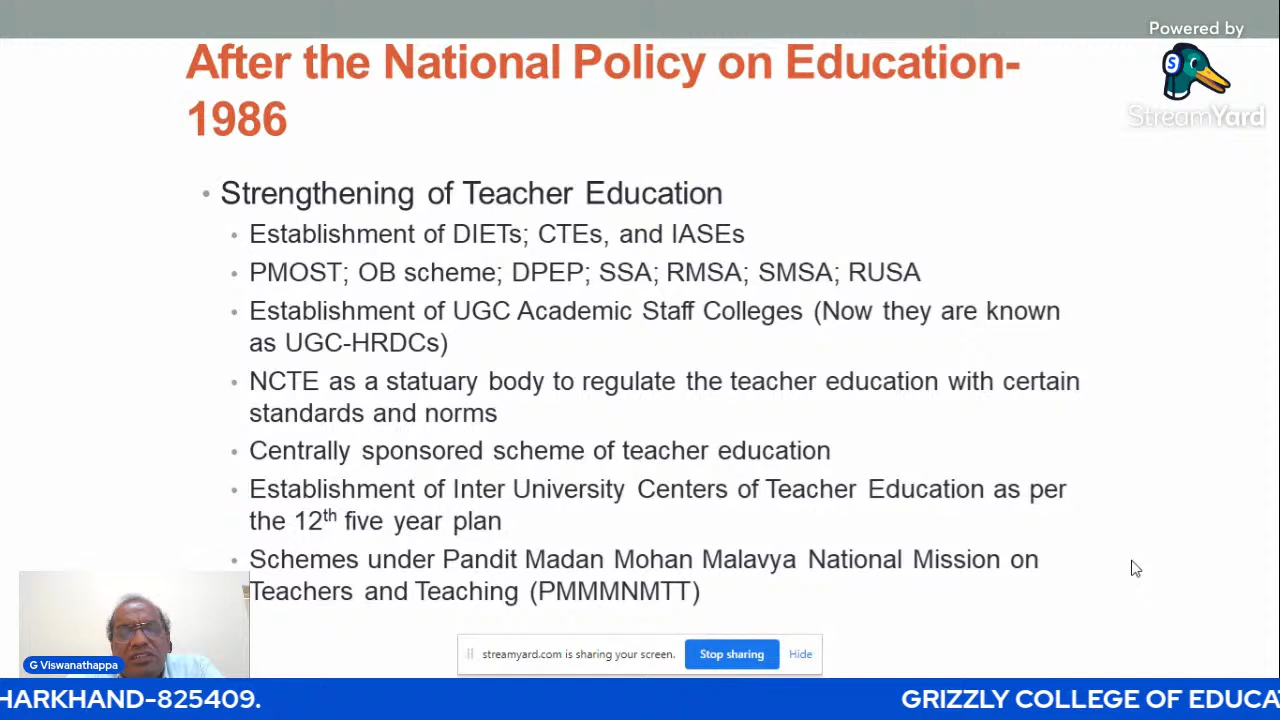 Powered by
S
StreamYard
After the National Policy on Education-
1986
• Strengthening of Teacher Education
• Establishment of DIETs; CTEs, and IASEs
• PMOST; OB scheme; DPEP; SSA; RMSA; SMSA; RUSA
• Establishment of UGC Academic Staff Colleges (Now they are known
as UGC-HRDCs)
• NCTE as a statuary body to regulate the teacher education with certain
standards and norms
• Centrally sponsored scheme of teacher education
• Establishment of Inter University Centers of Teacher Education as per
the 12th five year plan
• Schemes under Pandit Madan Mohan Malavya National Mission on
Teachers and Teaching (PMMMNMTT)
G Viswanathappa
streamyard.com is sharing your screen. Stop sharing Hide
HARKHAND-825409. GRIZZLY COLLEGE OF EDUCA